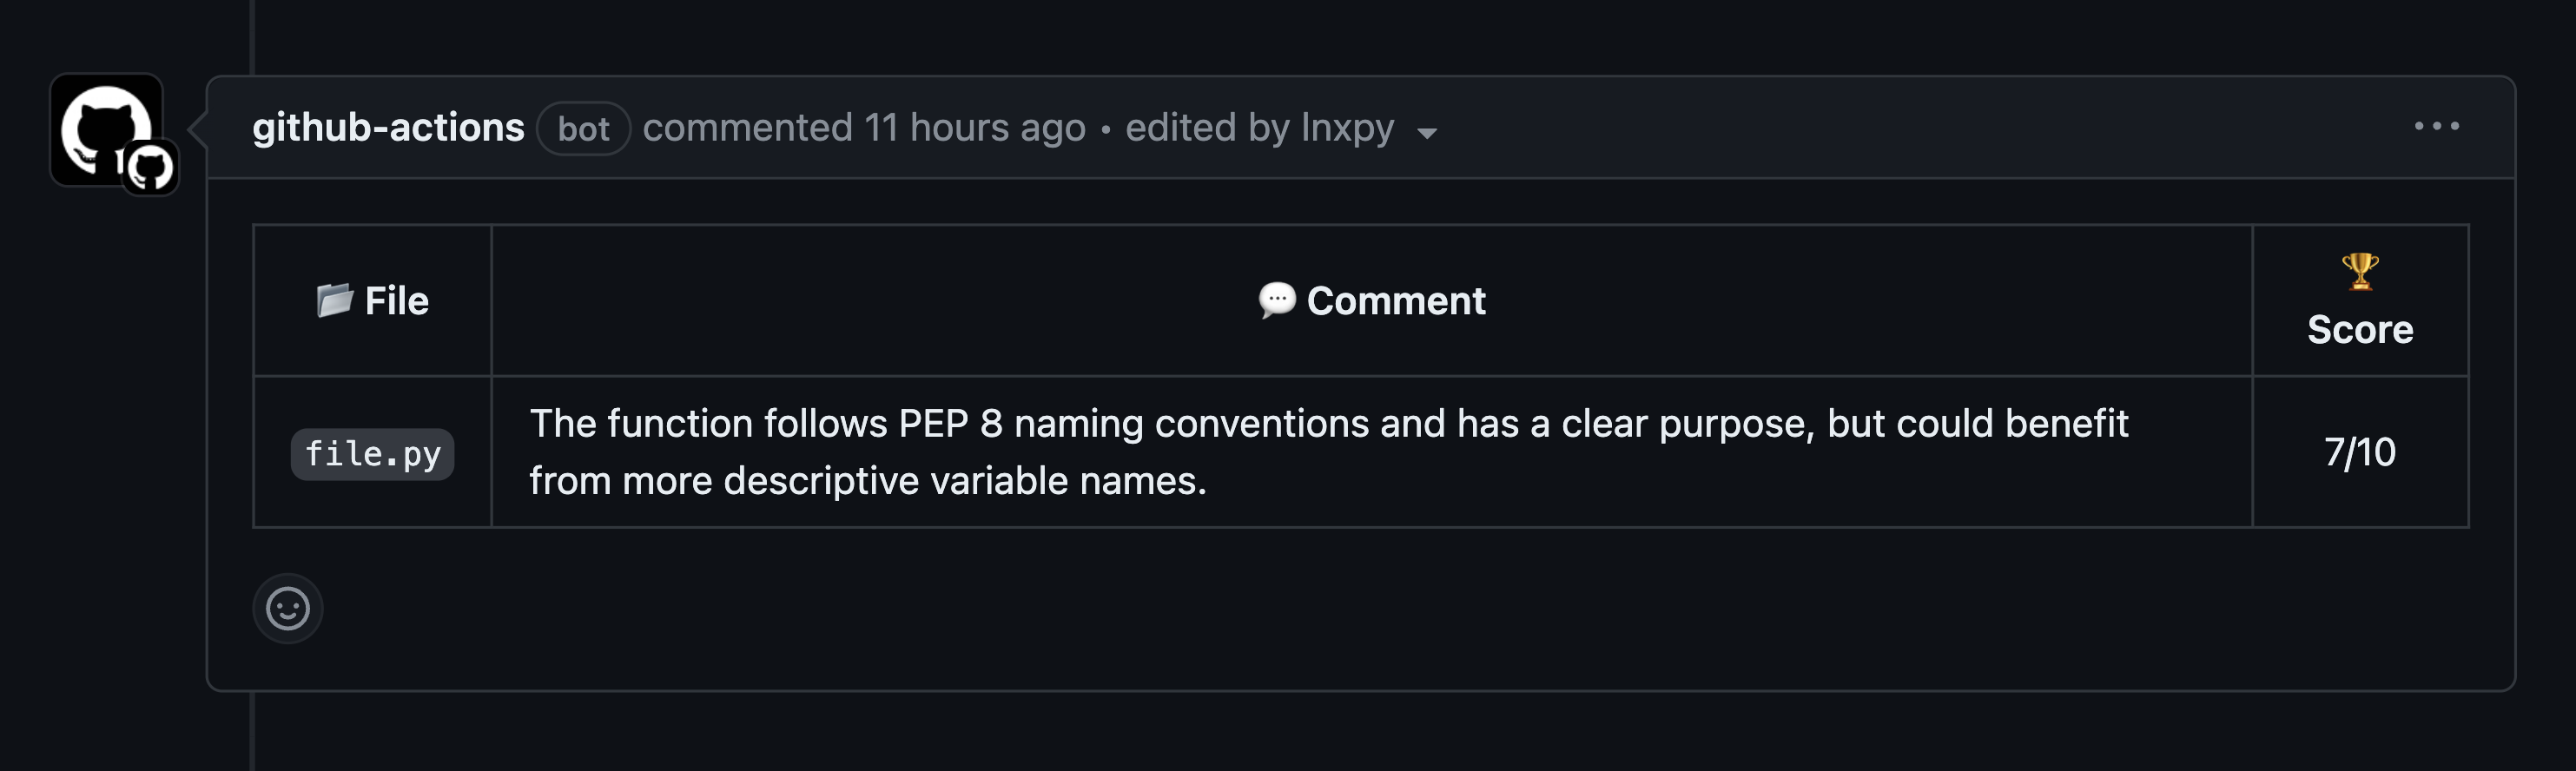 github-actions bot commented 11 hours ago • edited by lnxpy
📂 File
💬 Comment
🏆
Score
file.py
The function follows PEP 8 naming conventions and has a clear purpose, but could benefit
from more descriptive variable names.
7/10